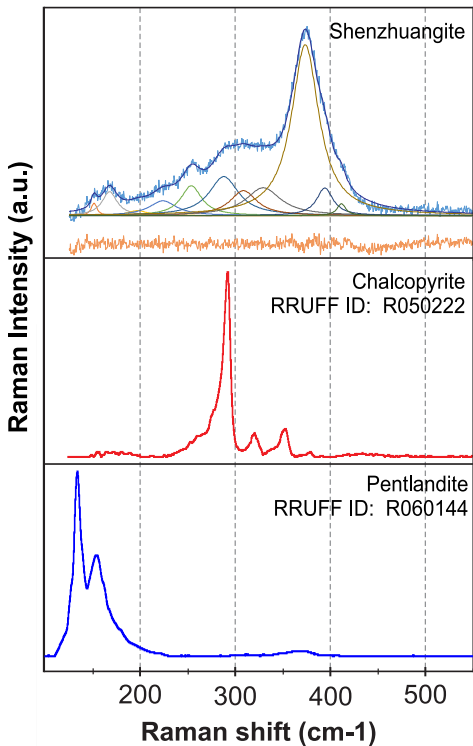 Shenzhuangite
Chalcopyrite
RRUFF ID: R050222
Pentlandite
RRUFF ID: R060144
Raman Intensity (a.u.)
200 300 400 500
Raman shift (cm-1)